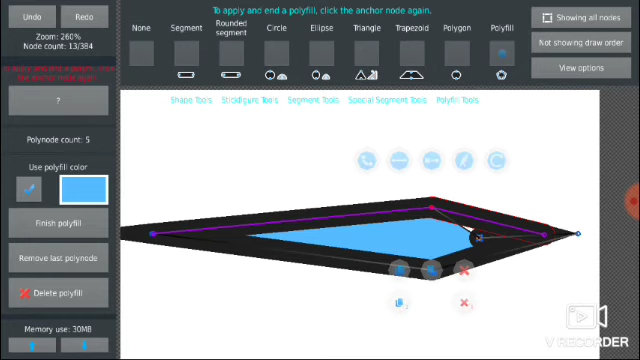 Undo
Redo
Zoom: 260%
Node count: 13/384
To apply and end a polyfill, click the anchor node again.
None
Segment
Rounded segment
Circle
Ellipse
Triangle
Trapezoid
Polygon
Polyfill
Showing all nodes
Not showing draw order
View options
?
Polynode count: 5
Use polyfill color
Finish polyfill
Remove last polynode
Delete polyfill
Memory use: 30MB
Shape Tools
Stickfigure Tools
Segment Tools
Special Segment Tools
Polyfill Tools
V RECORDER